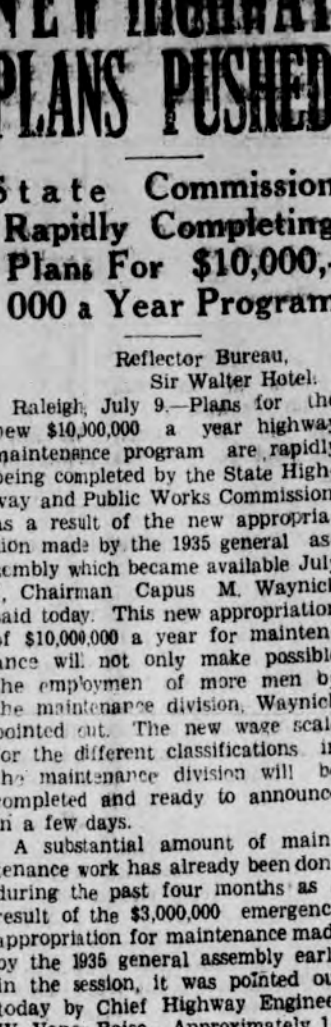 NEW HIGHWAY
PLANS PUSHED
State Commission
Rapidly Completing
Plans For $10,000,-
000 a Year Program
Reflector Bureau,
Sir Walter Hotel.
Raleigh, July 9.—Plans for the
new $10,000,000 a year highway
maintenance program are rapidly
being completed by the State High-
way and Public Works Commission
as a result of the new appropria-
tion made by the 1935 general as-
sembly which became available July
, Chairman Capus M. Waynick
said today. This new appropriation
of $10,000,000 a year for mainten-
ance will not only make possible
the employmen of more men by
the maintenance division, Waynick
pointed out. The new wage scale
for the different classifications in
the maintenance division will be
completed and ready to announce
in a few days.
A substantial amount of main-
tenance work has already been done
during the past four months as
result of the $3,000,000 emergency
appropriation for maintenance made
by the 1935 general assembly early
in the session, it was pointed out
today by Chief Highway Engineer
Approximately